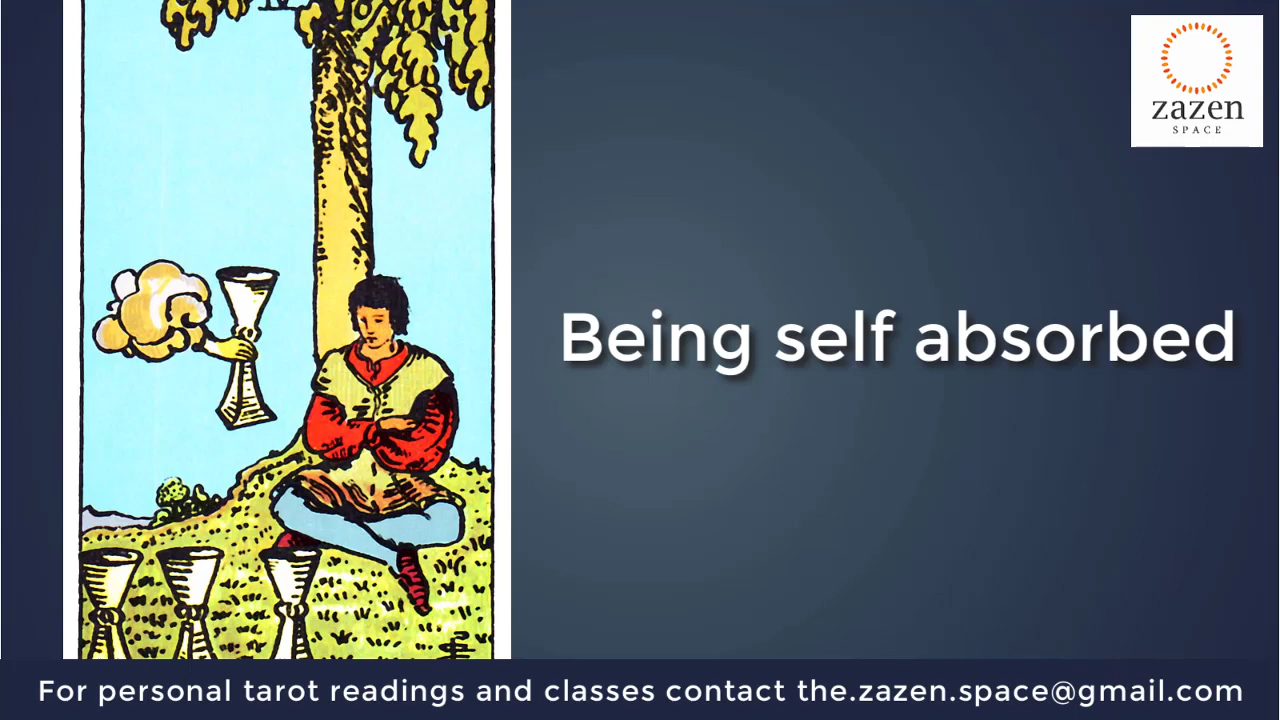 zazen
SPACE
Being self absorbed
For personal tarot readings and classes contact the.zazen.space@gmail.com